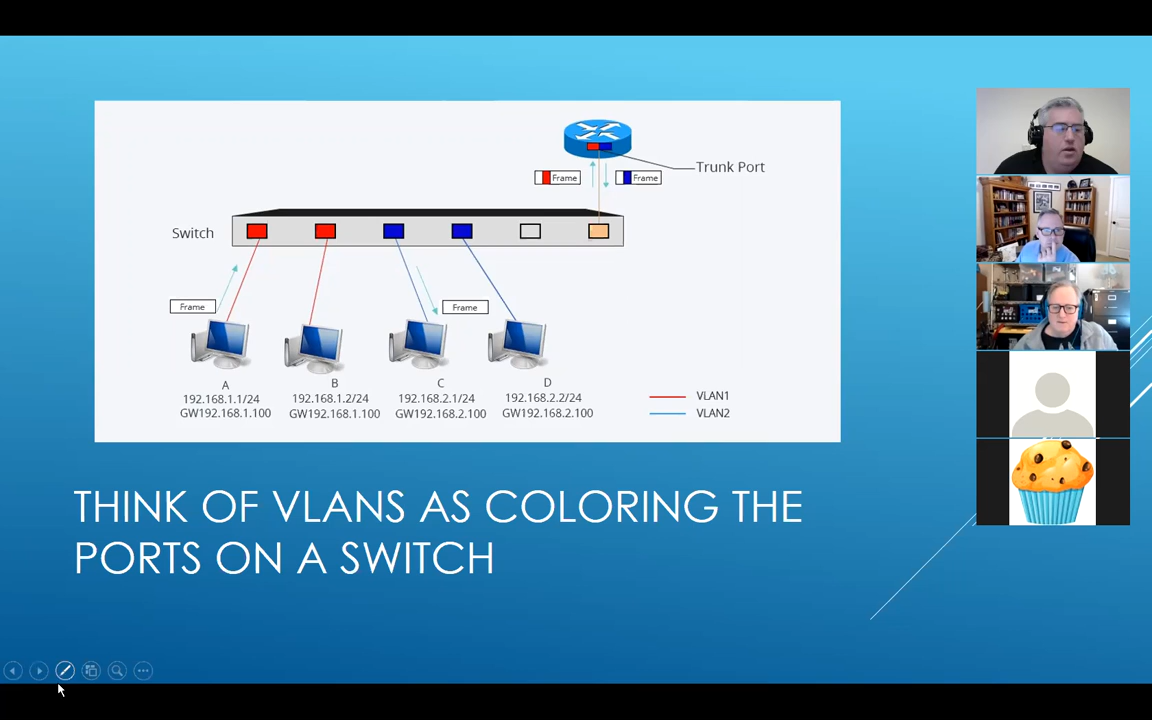 Trunk Port
Frame
Frame
Switch
Frame
Frame
A
192.168.1.1/24
GW192.168.1.100
B
192.168.1.2/24
GW192.168.1.100
C
192.168.2.1/24
GW192.168.2.100
D
192.168.2.2/24
GW192.168.2.100
VLAN1
VLAN2
THINK OF VLANS AS COLORING THE
PORTS ON A SWITCH